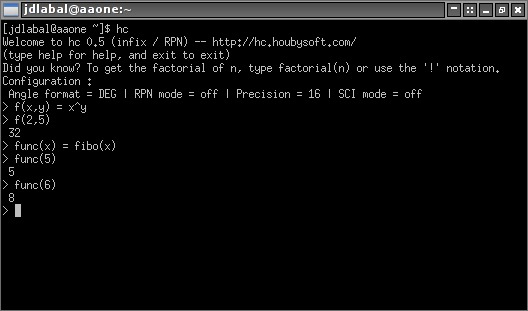 jdlabal@aaone:~
[jdlabal@aaone ~]$ hc
Welcome to hc 0.5 (infix / RPN) -- http://hc.houbysoft.com/
(type help for help, and exit to exit)
Did you know? To get the factorial of n, type factorial(n) or use the '!' notation.
Configuration :
 Angle format = DEG | RPN mode = off | Precision = 16 | SCI mode = off
> f(x,y) = x^y
> f(2,5)
 32
> func(x) = fibo(x)
> func(5)
 5
> func(6)
 8
>